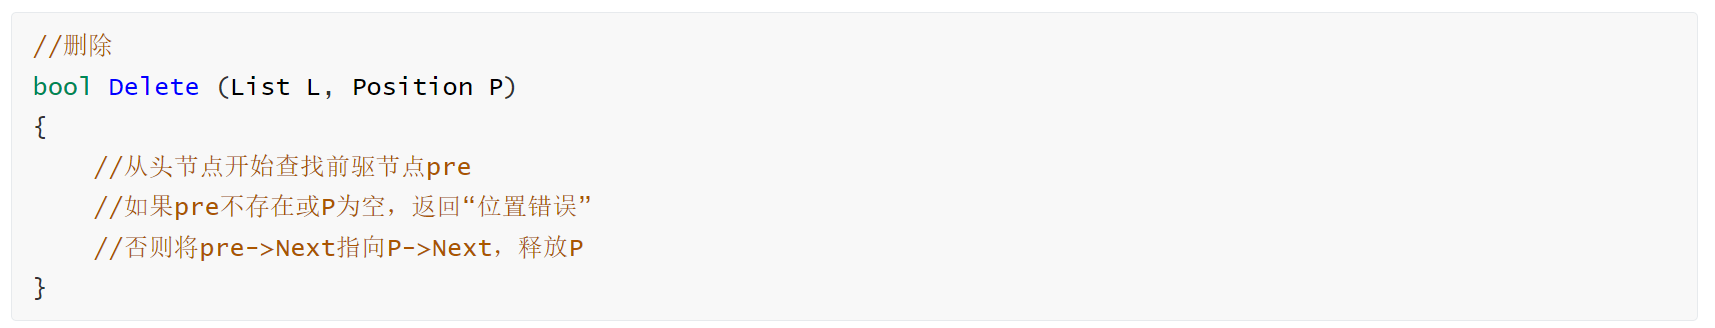 //删除
bool Delete (List L, Position P)
{
    //从头节点开始查找前驱节点pre
    //如果pre不存在或P为空，返回“位置错误”
    //否则将pre->Next指向P->Next，释放P
}